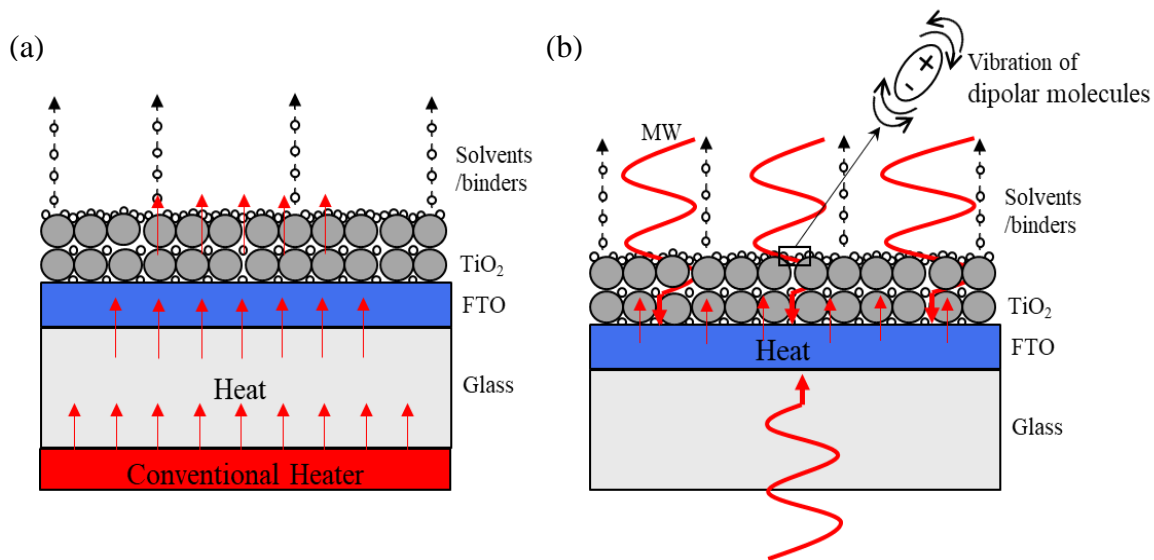 (a)
Solvents
/binders
TiO₂
FTO
Glass
Heat
Conventional Heater
(b)
+
-
Vibration of
dipolar molecules
MW
Solvents
/binders
TiO₂
FTO
Heat
Glass